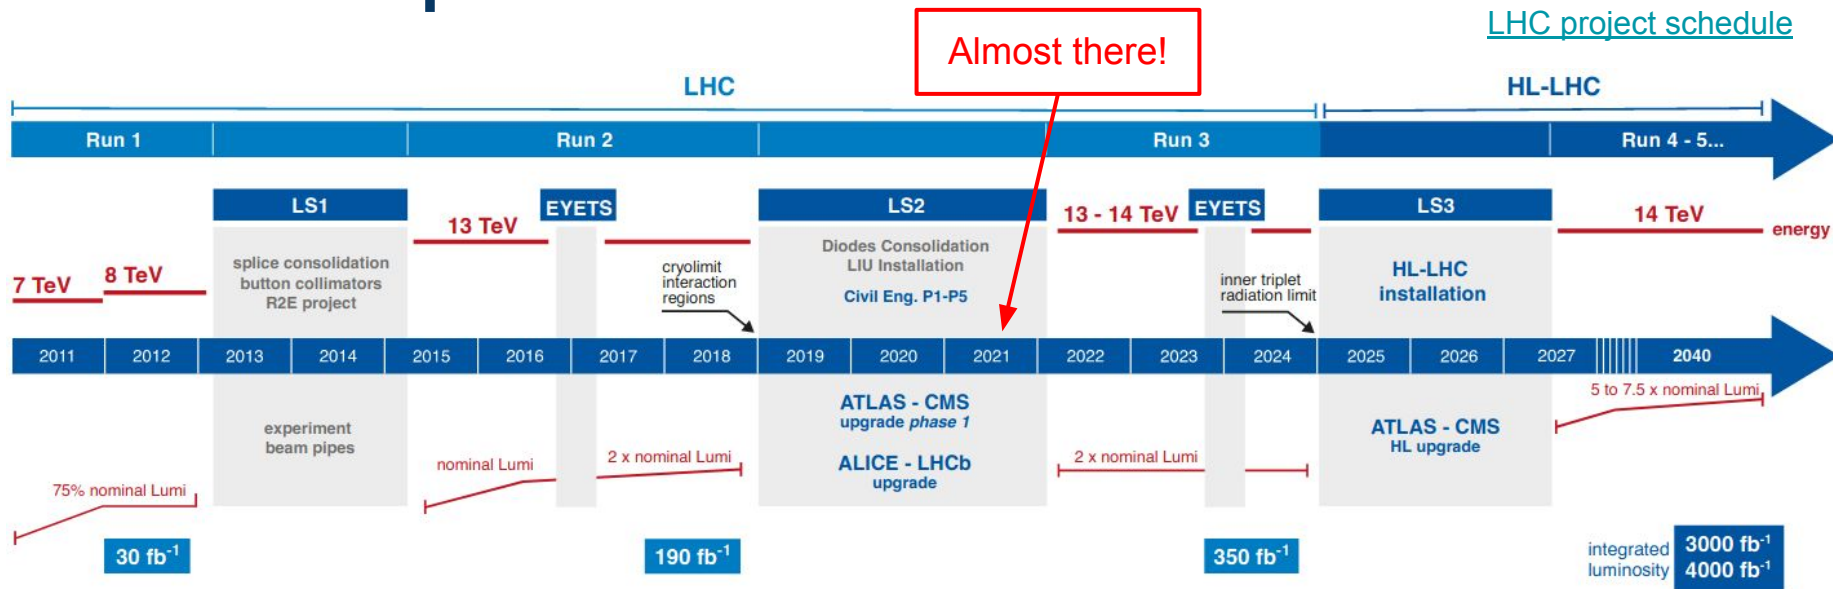 LHC project schedule
Almost there!
LHC
HL-LHC
Run 1
Run 2
Run 3
Run 4 - 5...
LS1
EYETS
LS2
EYETS
LS3
7 TeV
8 TeV
13 TeV
13 - 14 TeV
14 TeV
energy
splice consolidation
button collimators
R2E project
cryolimit
interaction
regions
Diodes Consolidation
LIU Installation
Civil Eng. P1-P5
inner triplet
radiation limit
HL-LHC
installation
2011
2012
2013
2014
2015
2016
2017
2018
2019
2020
2021
2022
2023
2024
2025
2026
2027
2040
75% nominal Lumi
experiment
beam pipes
nominal Lumi
2 x nominal Lumi
ATLAS - CMS
upgrade phase 1
ALICE - LHCb
upgrade
2 x nominal Lumi
ATLAS - CMS
HL upgrade
5 to 7.5 x nominal Lumi
30 fb⁻¹
190 fb⁻¹
350 fb⁻¹
integrated
luminosity
3000 fb⁻¹
4000 fb⁻¹